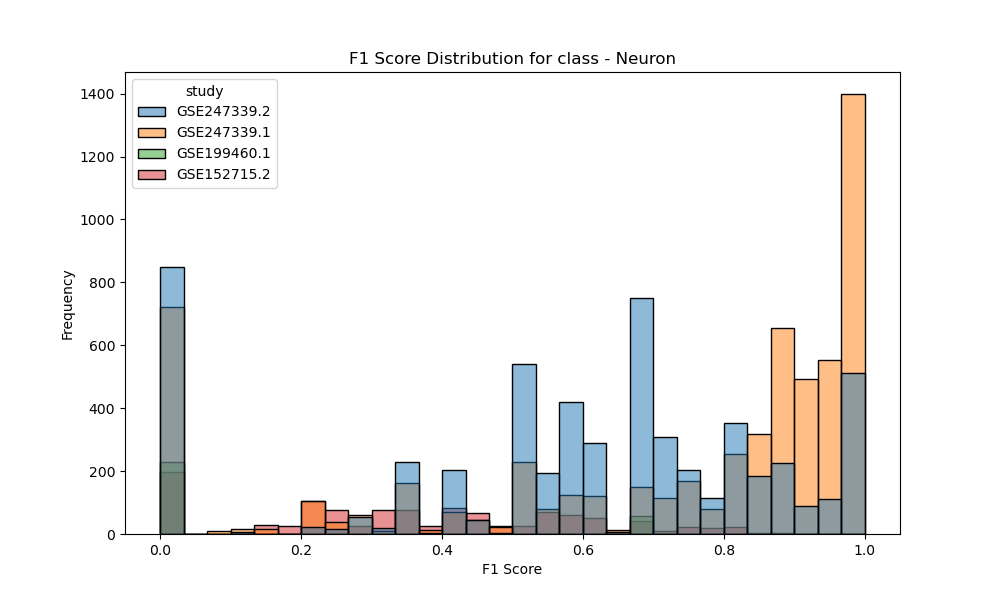 F1 Score Distribution for class - Neuron
study
GSE247339.2
GSE247339.1
GSE199460.1
GSE152715.2
Frequency
1400
1200
1000
800
600
400
200
0
0.0 0.2 0.4 0.6 0.8 1.0
F1 Score